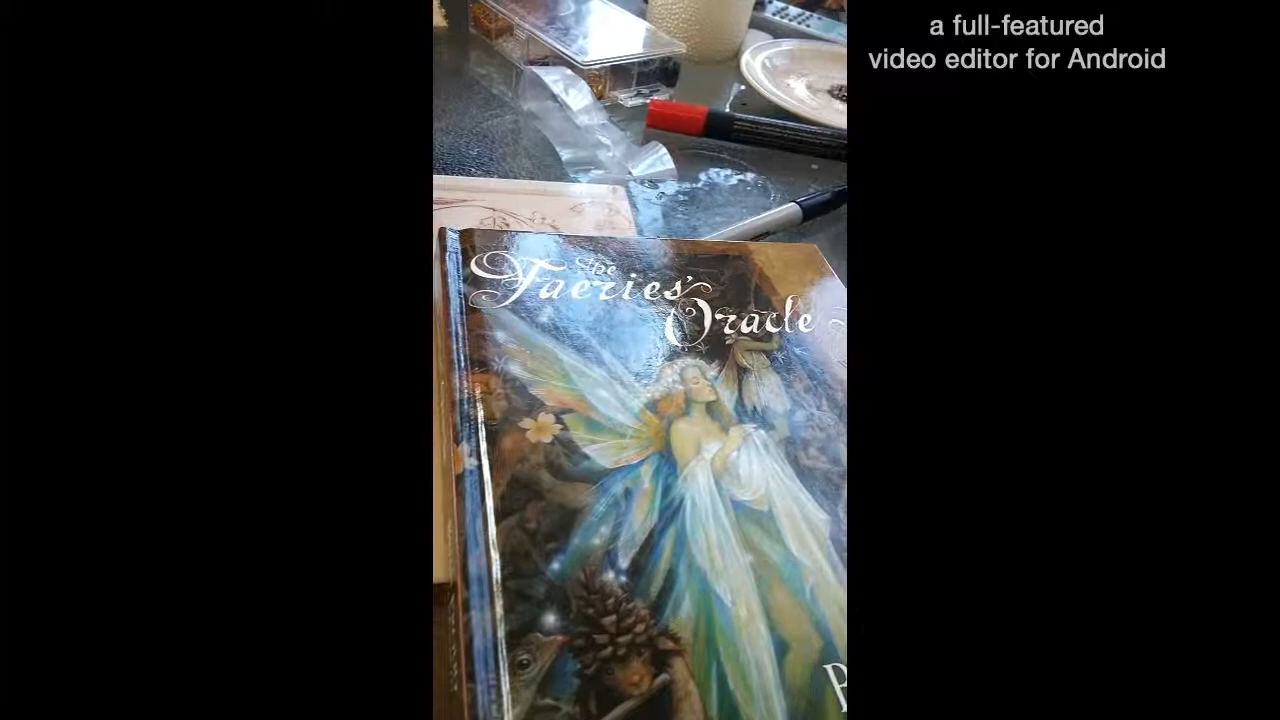 a full-featured
video editor for Android
The
Faeries'
Oracle